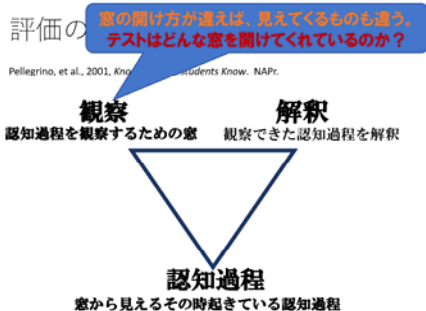 評価の
窓の開け方が違えば、見えてくるものも違う。
テストはどんな窓を開けてくれているのか？
Pellegrino, et al., 2001, Kno
tudents Know. NAPr.
観察
認知過程を観察するための窓
解釈
観察できた認知過程を解釈
認知過程
窓から見えるその時起きている認知過程